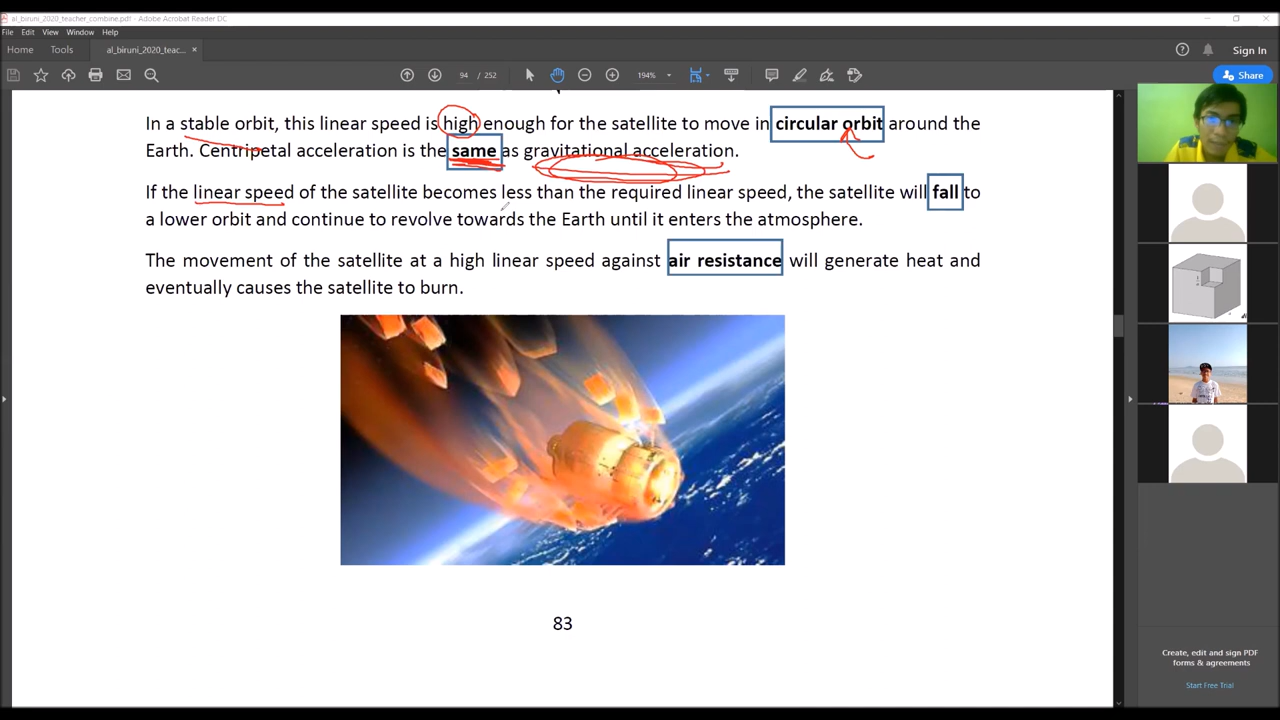 al_biruni_2020_teacher_combine.pdf - Adobe Acrobat Reader DC
File Edit View Window Help
Home Tools al_biruni_2020_teac... × Sign In
94 / 252 194% Share
In a stable orbit, this linear speed is high enough for the satellite to move in circular orbit around the
Earth. Centripetal acceleration is the same as gravitational acceleration.
If the linear speed of the satellite becomes less than the required linear speed, the satellite will fall to
a lower orbit and continue to revolve towards the Earth until it enters the atmosphere.
The movement of the satellite at a high linear speed against air resistance will generate heat and
eventually causes the satellite to burn.
83
Create, edit and sign PDF
forms & agreements
Start Free Trial